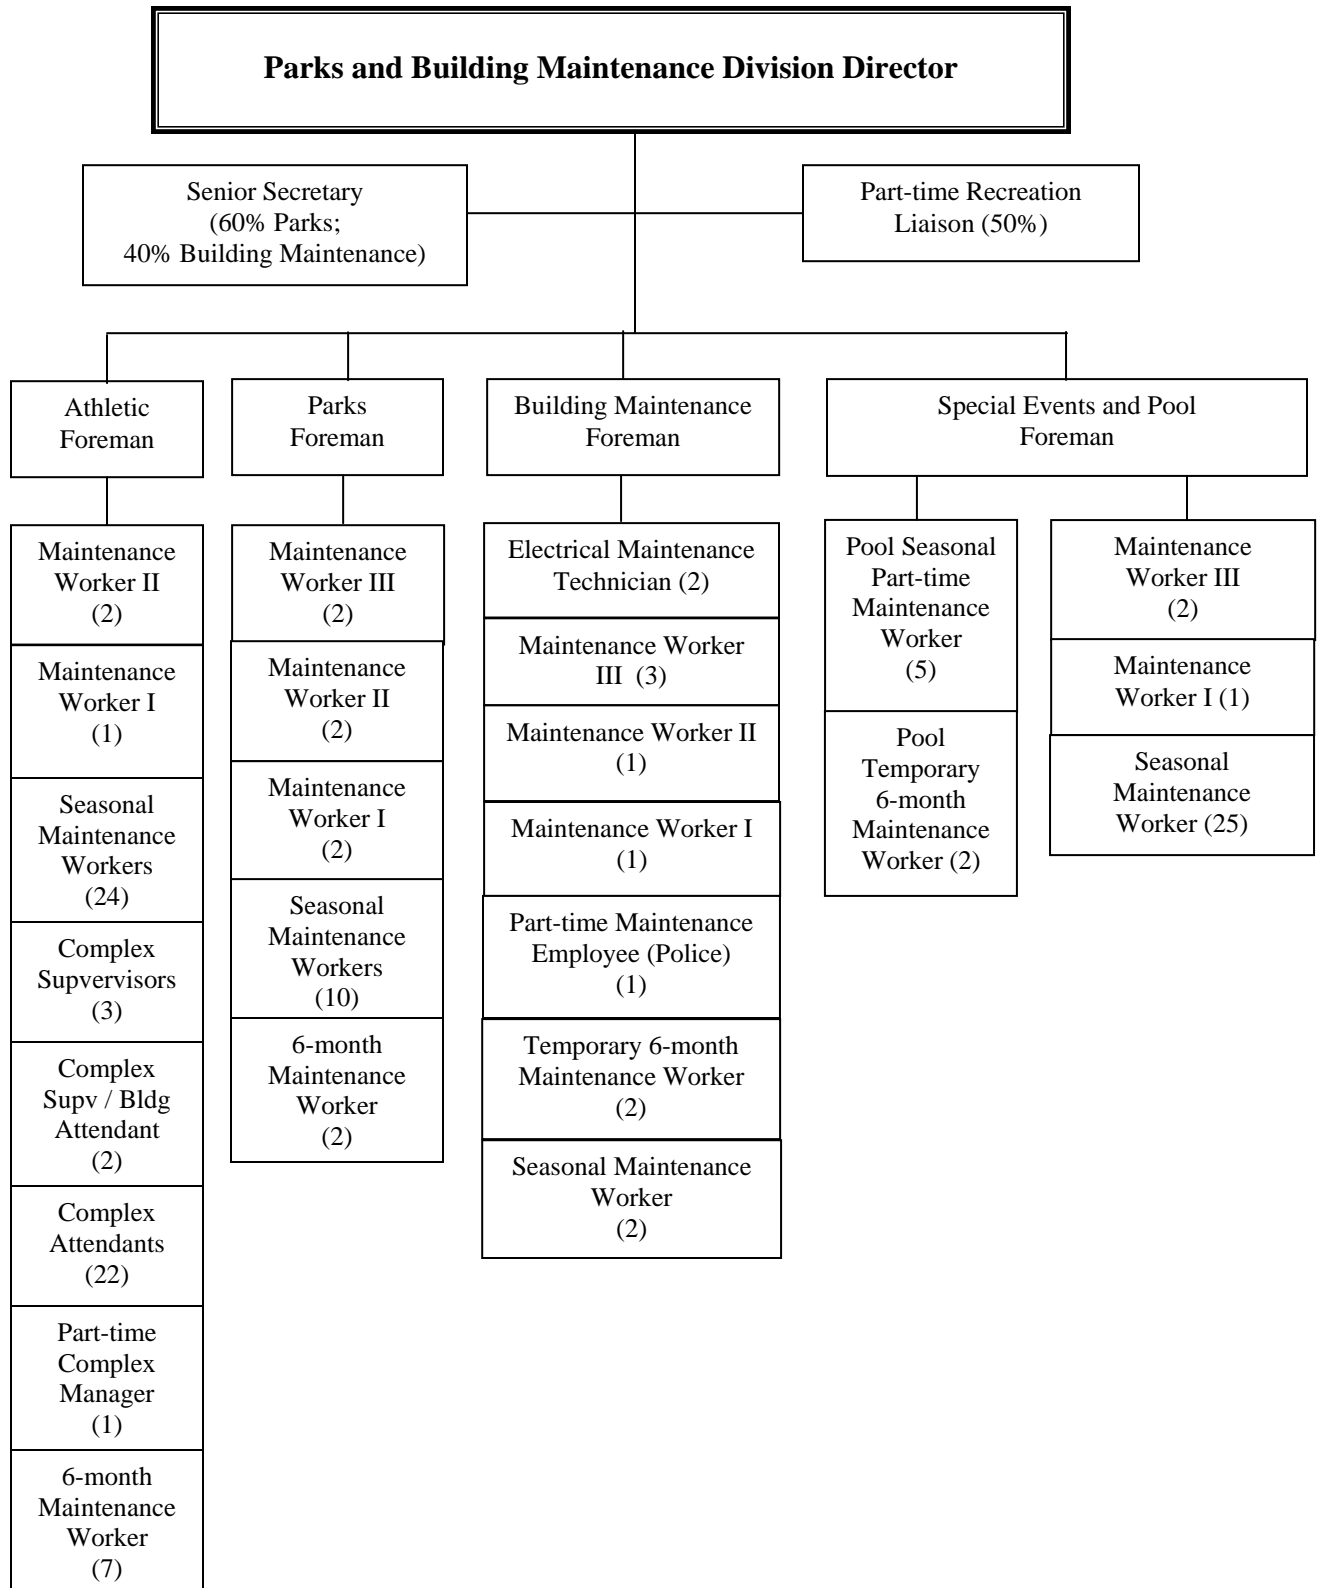 Parks and Building Maintenance Division Director
Senior Secretary
(60% Parks;
40% Building Maintenance)
Part-time Recreation
Liaison (50%)
Athletic
Foreman
Maintenance
Worker II
(2)
Maintenance
Worker I
(1)
Seasonal
Maintenance
Workers
(24)
Complex
Supvervisors
(3)
Complex
Supv / Bldg
Attendant
(2)
Complex
Attendants
(22)
Part-time
Complex
Manager
(1)
6-month
Maintenance
Worker
(7)
Parks
Foreman
Maintenance
Worker III
(2)
Maintenance
Worker II
(2)
Maintenance
Worker I
(2)
Seasonal
Maintenance
Workers
(10)
6-month
Maintenance
Worker
(2)
Building Maintenance
Foreman
Electrical Maintenance
Technician (2)
Maintenance Worker
III (3)
Maintenance Worker II
(1)
Maintenance Worker I
(1)
Part-time Maintenance
Employee (Police)
(1)
Temporary 6-month
Maintenance Worker
(2)
Seasonal Maintenance
Worker
(2)
Special Events and Pool
Foreman
Pool Seasonal
Part-time
Maintenance
Worker
(5)
Pool
Temporary
6-month
Maintenance
Worker (2)
Maintenance
Worker III
(2)
Maintenance
Worker I (1)
Seasonal
Maintenance
Worker (25)